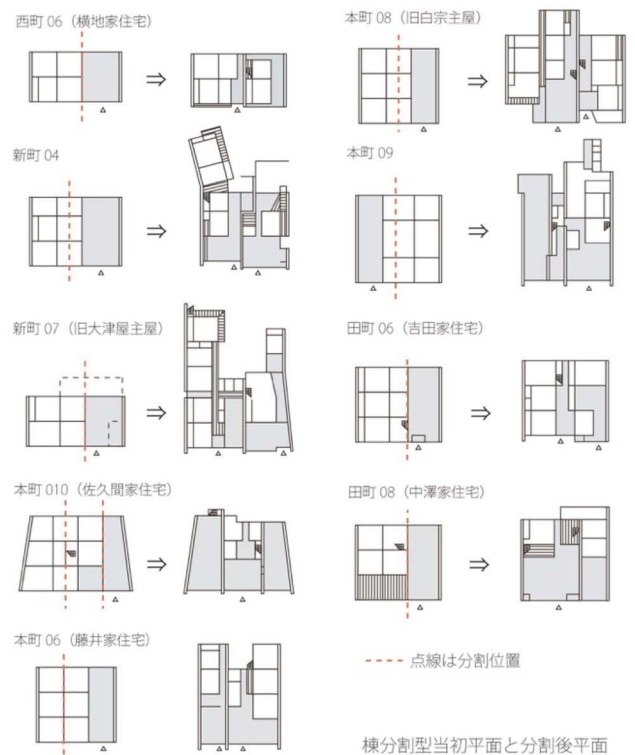 西町 06（横地家住宅）
本町 08（旧白宗主屋）
新町 04
本町 09
新町 07（旧大津屋主屋）
田町 06（吉田家住宅）
本町 010（佐久間家住宅）
田町 08（中澤家住宅）
本町 06（藤井家住宅）
点線は分割位置
棟分割型当初平面と分割後平面